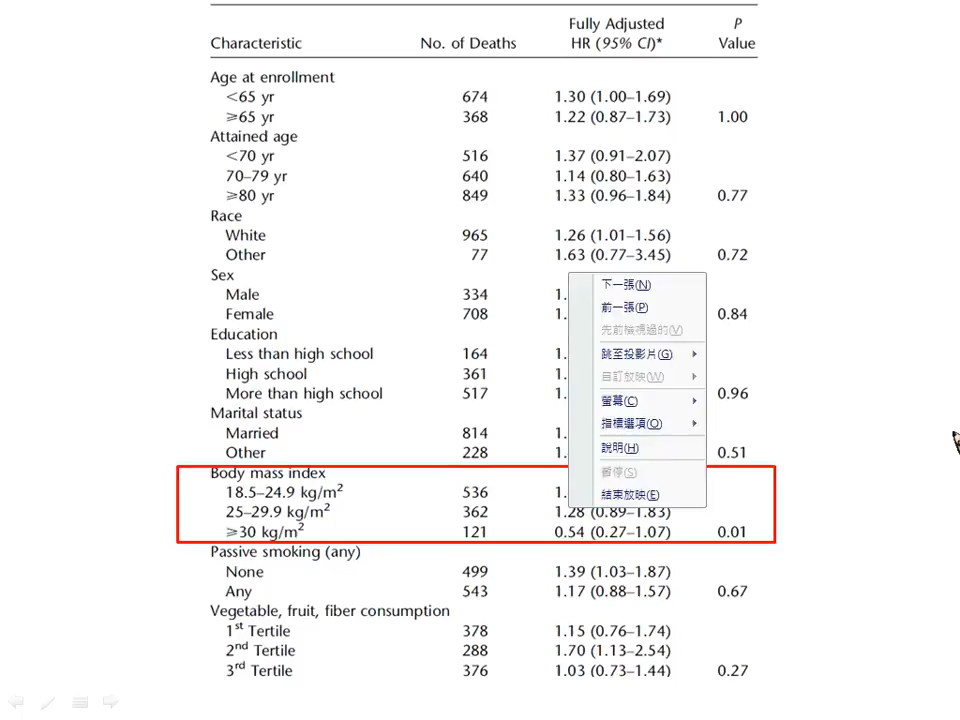 Characteristic No. of Deaths Fully Adjusted HR (95% CI)* P Value
Age at enrollment
<65 yr 674 1.30 (1.00–1.69)
⩾65 yr 368 1.22 (0.87–1.73) 1.00
Attained age
<70 yr 516 1.37 (0.91–2.07)
70–79 yr 640 1.14 (0.80–1.63)
⩾80 yr 849 1.33 (0.96–1.84) 0.77
Race
White 965 1.26 (1.01–1.56)
Other 77 1.63 (0.77–3.45) 0.72
Sex
Male 334 1.
Female 708 1. 0.84
Education
Less than high school 164 1.
High school 361 1.
More than high school 517 1. 0.96
Marital status
Married 814 1.
Other 228 1. 0.51
Body mass index
18.5–24.9 kg/m² 536 1.
25–29.9 kg/m² 362 1.28 (0.89–1.83)
⩾30 kg/m² 121 0.54 (0.27–1.07) 0.01
Passive smoking (any)
None 499 1.39 (1.03–1.87)
Any 543 1.17 (0.88–1.57) 0.67
Vegetable, fruit, fiber consumption
1st Tertile 378 1.15 (0.76–1.74)
2nd Tertile 288 1.70 (1.13–2.54)
3rd Tertile 376 1.03 (0.73–1.44) 0.27
下一張(N)
前一張(P)
先前檢視過的(V)
跳至投影片(G)
自訂放映(W)
螢幕(C)
指標選項(O)
說明(H)
暫停(S)
結束放映(E)